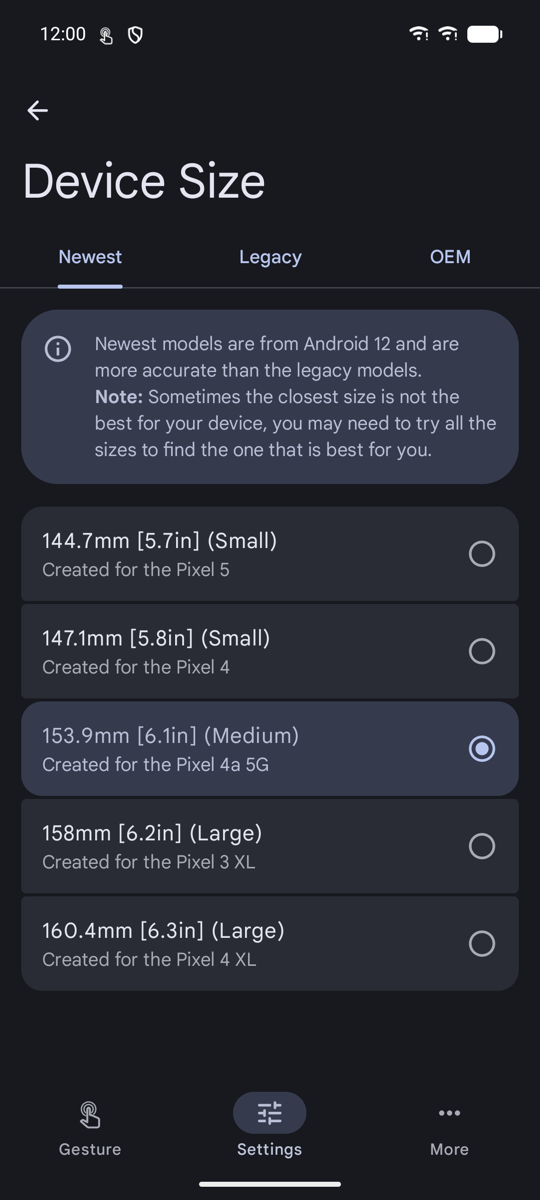 12:00
Device Size
Newest
Legacy
OEM
Newest models are from Android 12 and are
more accurate than the legacy models.
Note: Sometimes the closest size is not the
best for your device, you may need to try all the
sizes to find the one that is best for you.
144.7mm [5.7in] (Small)
Created for the Pixel 5
147.1mm [5.8in] (Small)
Created for the Pixel 4
153.9mm [6.1in] (Medium)
Created for the Pixel 4a 5G
158mm [6.2in] (Large)
Created for the Pixel 3 XL
160.4mm [6.3in] (Large)
Created for the Pixel 4 XL
Gesture
Settings
More